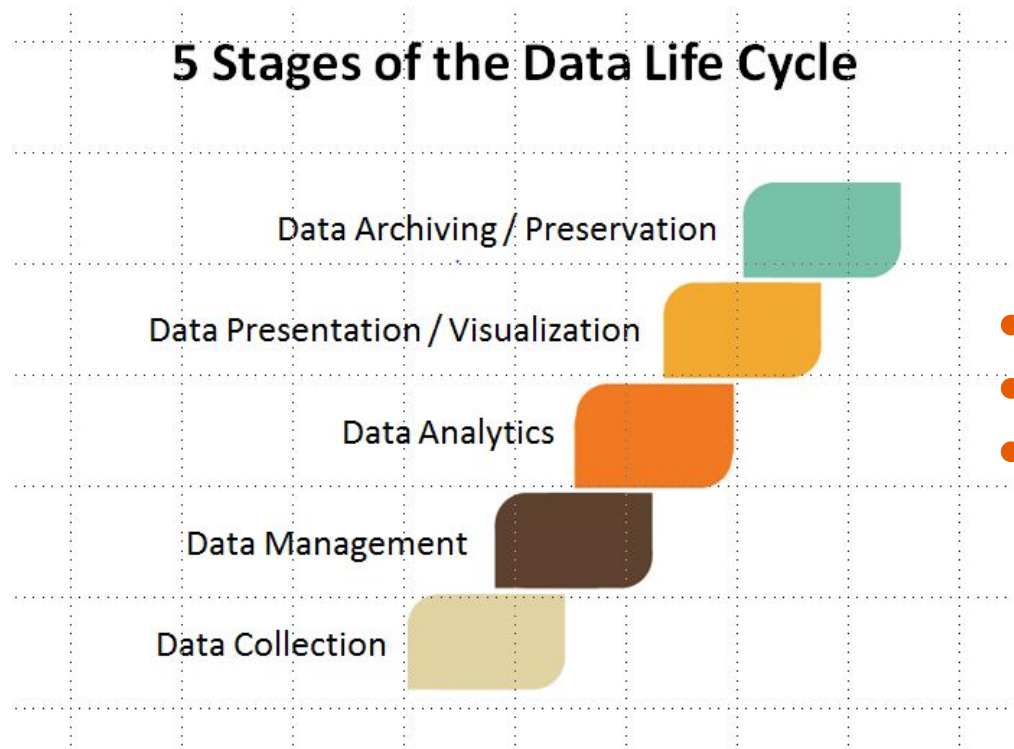 5 Stages of the Data Life Cycle
Data Archiving / Preservation
Data Presentation / Visualization
Data Analytics
Data Management
Data Collection